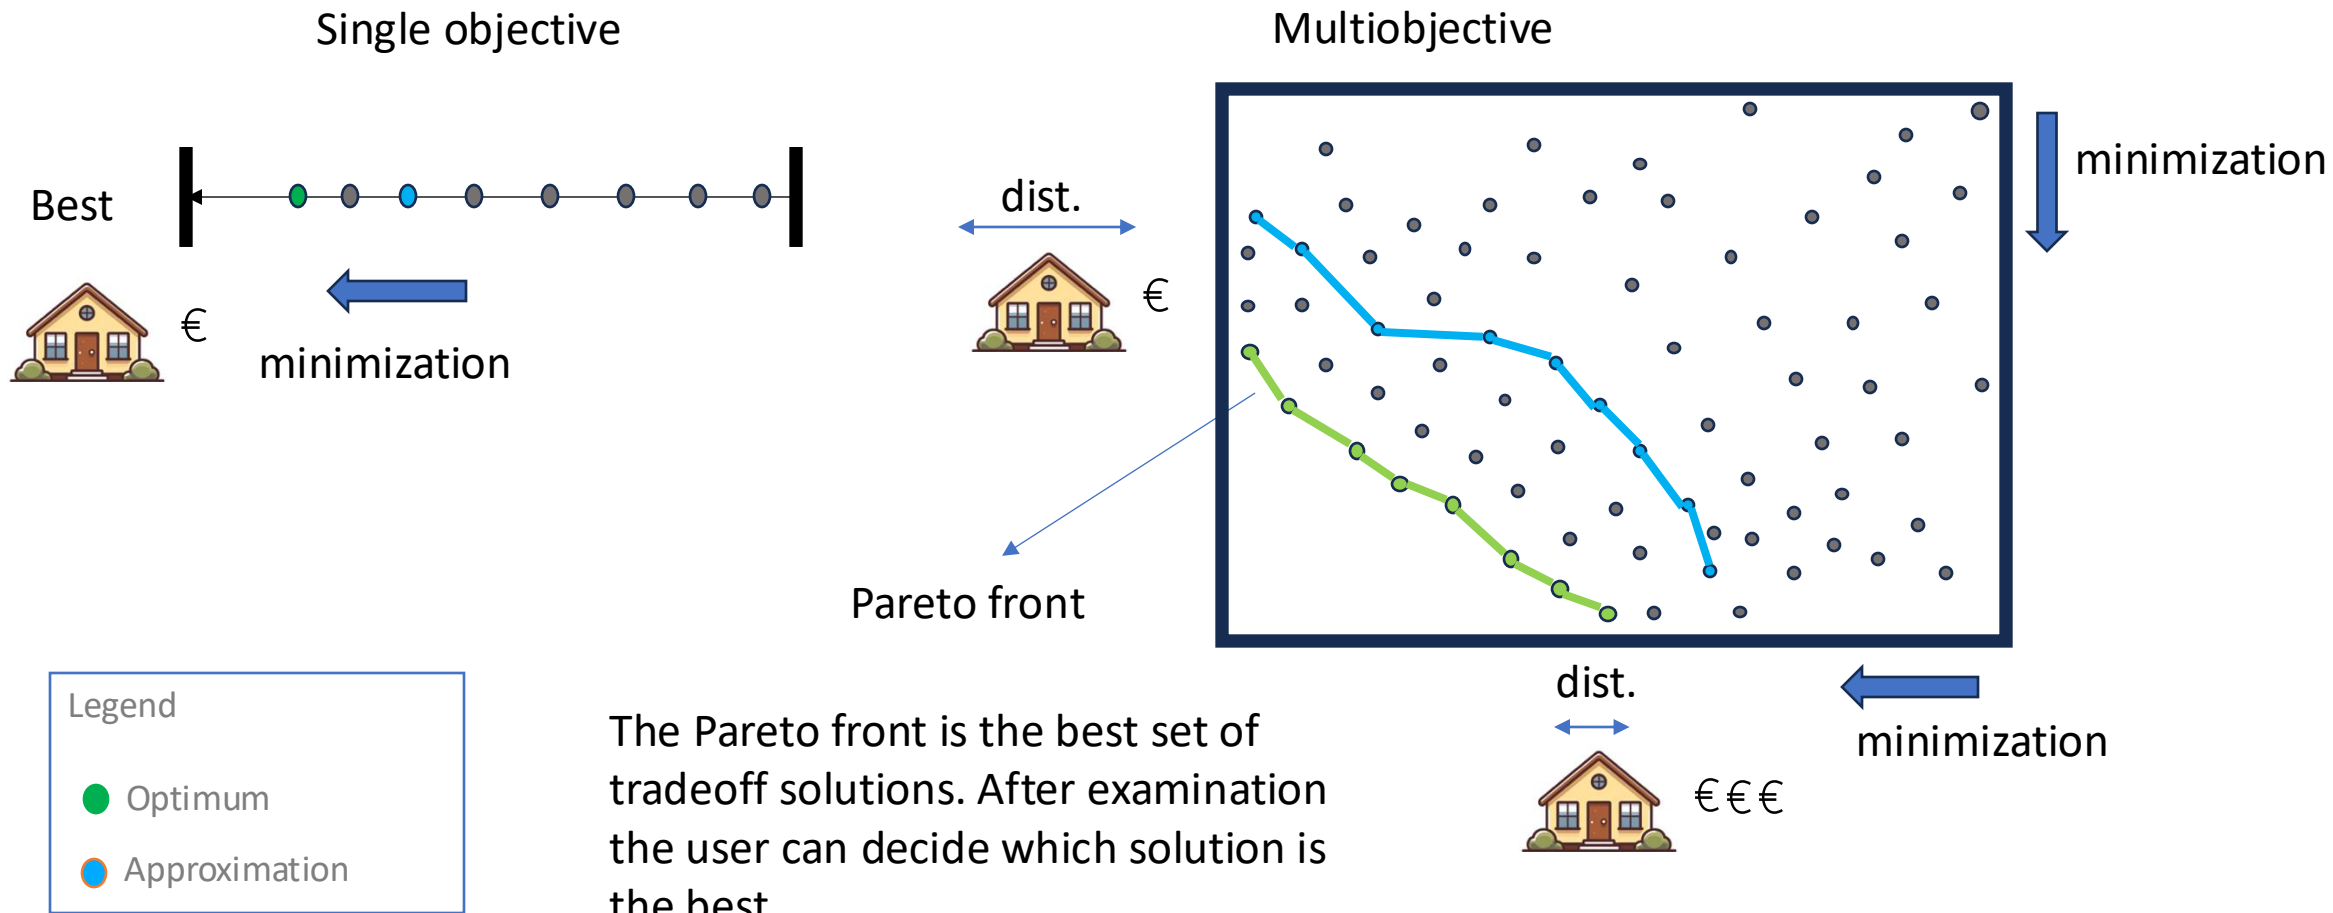 Single objective
Multiobjective
Best
€
minimization
dist.
€
minimization
Pareto front
dist.
€€€
minimization
Legend
Optimum
Approximation
The Pareto front is the best set of
tradeoff solutions. After examination
the user can decide which solution is
the best